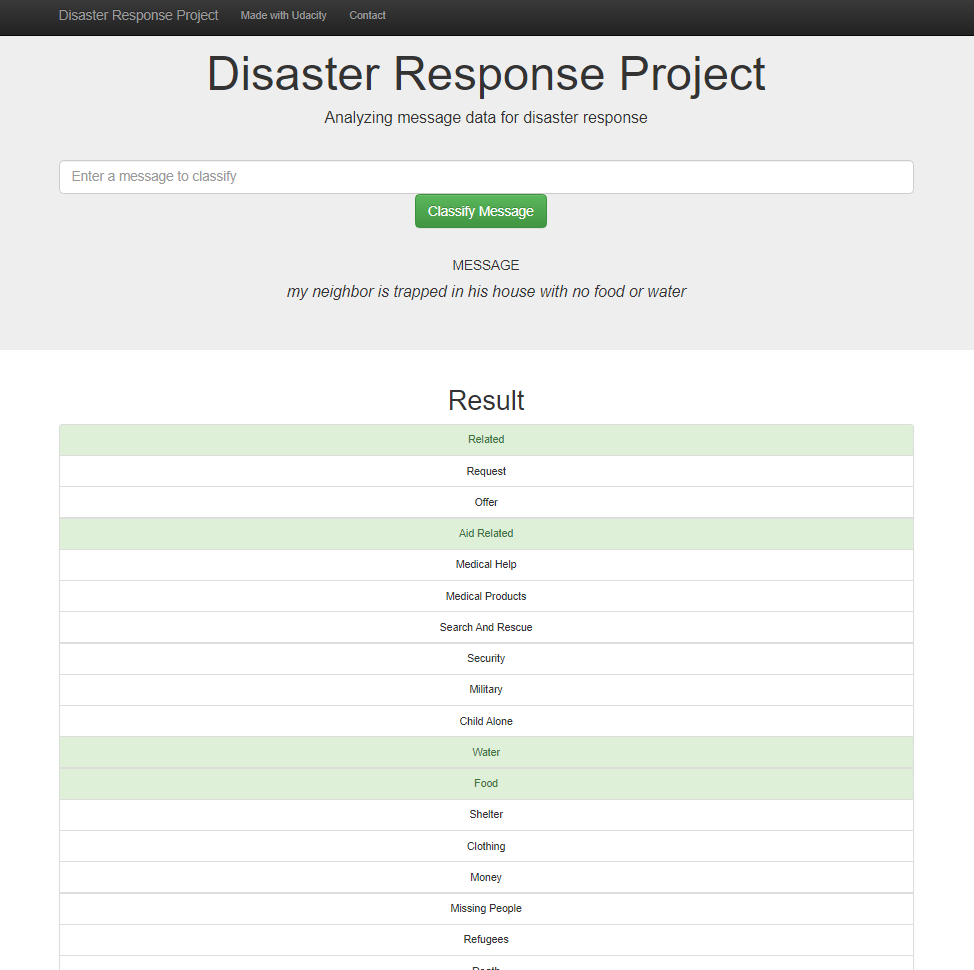 Disaster Response Project Made with Udacity Contact
Disaster Response Project
Analyzing message data for disaster response
Enter a message to classify
Classify Message
MESSAGE
my neighbor is trapped in his house with no food or water
Result
Related
Request
Offer
Aid Related
Medical Help
Medical Products
Search And Rescue
Security
Military
Child Alone
Water
Food
Shelter
Clothing
Money
Missing People
Refugees
Death